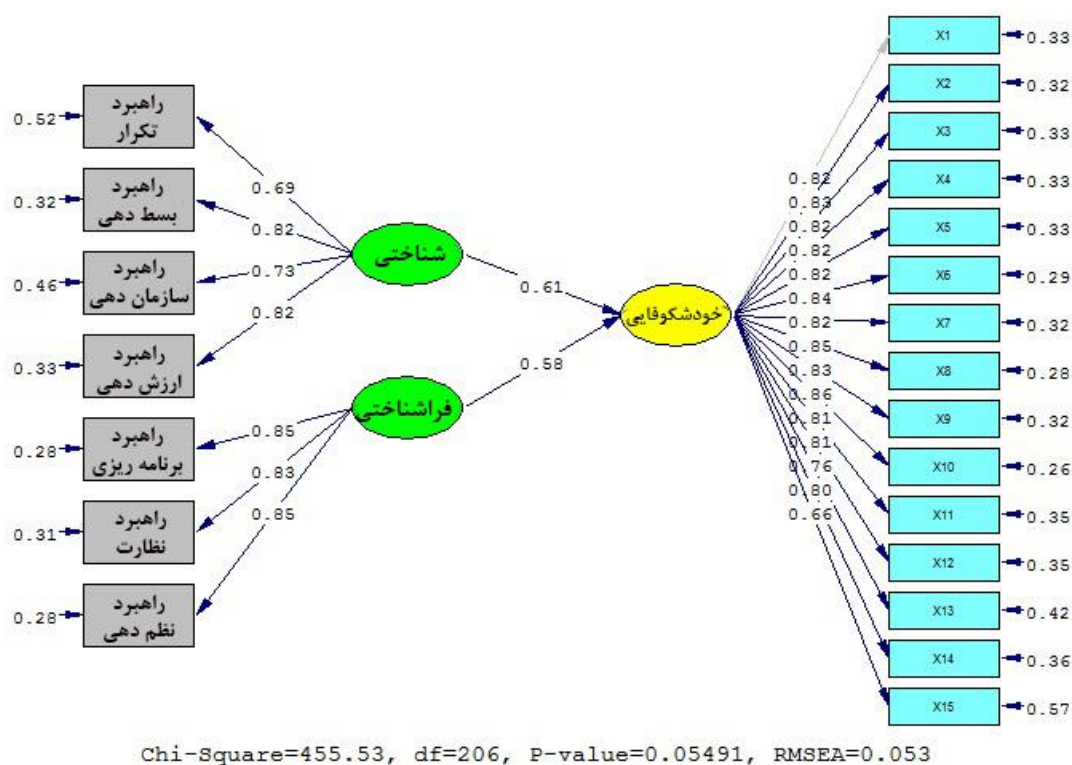 0.52
راهبرد
تکرار
0.32
راهبرد
بسط دهی
0.46
راهبرد
سازمان دهی
0.33
راهبرد
ارزش دهی
0.28
راهبرد
برنامه ریزی
0.31
راهبرد
نظارت
0.28
راهبرد
نظم دهی
0.69
0.82
0.73
0.82
0.85
0.83
0.85
شناختی
فراشناختی
0.61
0.58
خودشکوفایی
0.82
0.83
0.82
0.82
0.82
0.84
0.82
0.85
0.83
0.86
0.81
0.81
0.76
0.80
0.66
X1 0.33
X2 0.32
X3 0.33
X4 0.33
X5 0.33
X6 0.29
X7 0.32
X8 0.28
X9 0.32
X10 0.26
X11 0.35
X12 0.35
X13 0.42
X14 0.36
X15 0.57
Chi-Square=455.53, df=206, P-value=0.05491, RMSEA=0.053